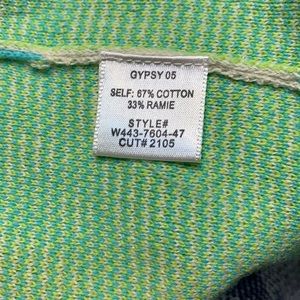 GYPSY 05
SELF: 67% COTTON
33% RAMIE
STYLE#
W443-7604-47
CUT# 2105